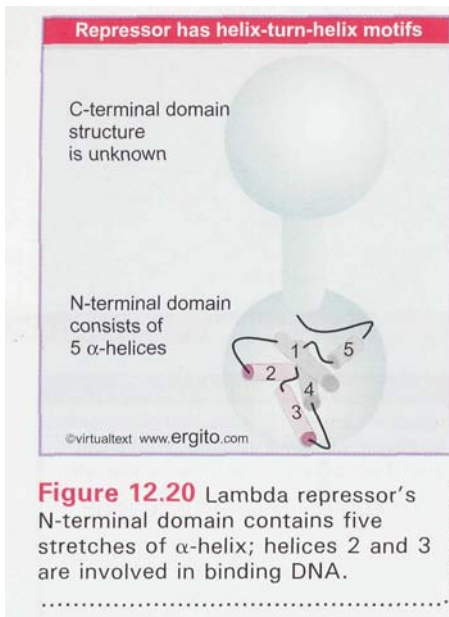 Repressor has helix-turn-helix motifs
C-terminal domain
structure
is unknown
N-terminal domain
consists of
5 α-helices
1
5
2
4
3
©virtualtext www.ergito.com
Figure 12.20 Lambda repressor's
N-terminal domain contains five
stretches of α-helix; helices 2 and 3
are involved in binding DNA.